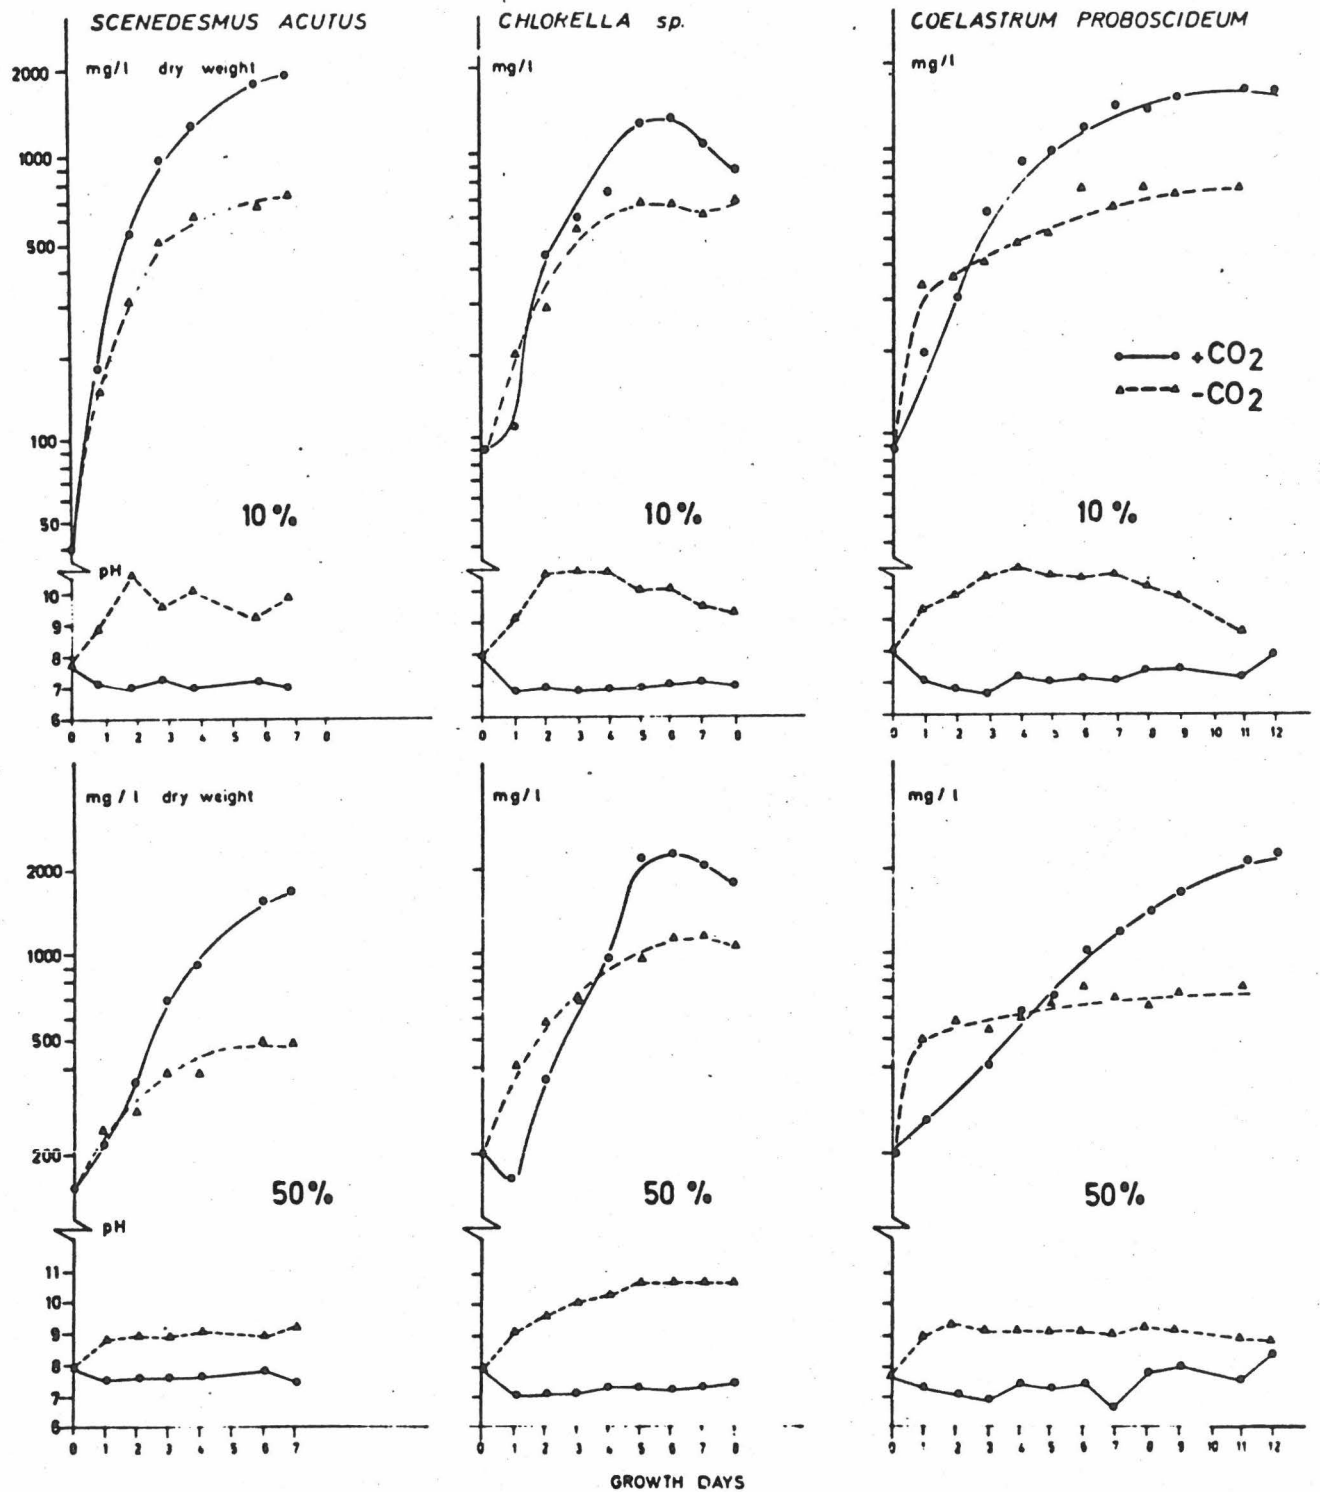 SCENEDESMUS ACUTUS
mg/l dry weight
2000
1000
500
100
50
10%
pH
10
9
8
7
6
0 1 2 3 4 5 6 7 8
CHLORELLA sp.
mg/l
10%
0 1 2 3 4 5 6 7 8
COELASTRUM PROBOSCIDEUM
mg/l
+CO2
-CO2
10%
0 1 2 3 4 5 6 7 8 9 10 11 12
mg/l dry weight
2000
1000
500
200
50%
pH
11
10
9
8
7
6
0 1 2 3 4 5 6 7
mg/l
50%
0 1 2 3 4 5 6 7 8
mg/l
50%
0 1 2 3 4 5 6 7 8 9 10 11 12
GROWTH DAYS